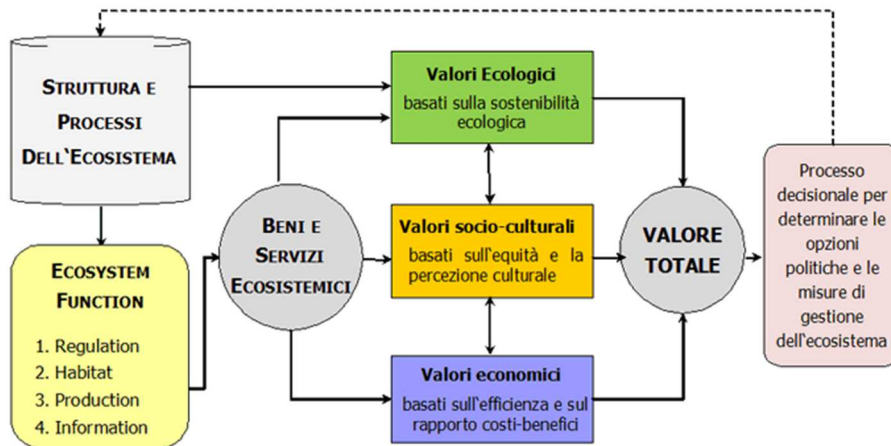 STRUTTURA E
PROCESSI
DELL'ECOSISTEMA
ECOSYSTEM
FUNCTION
1. Regulation
2. Habitat
3. Production
4. Information
BENI E
SERVIZI
ECOSISTEMICI
Valori Ecologici
basati sulla sostenibilità
ecologica
Valori socio-culturali
basati sull'equità e la
percezione culturale
Valori economici
basati sull'efficienza e sul
rapporto costi-benefici
VALORE
TOTALE
Processo
decisionale per
determinare le
opzioni
politiche e le
misure di
gestione
dell'ecosistema